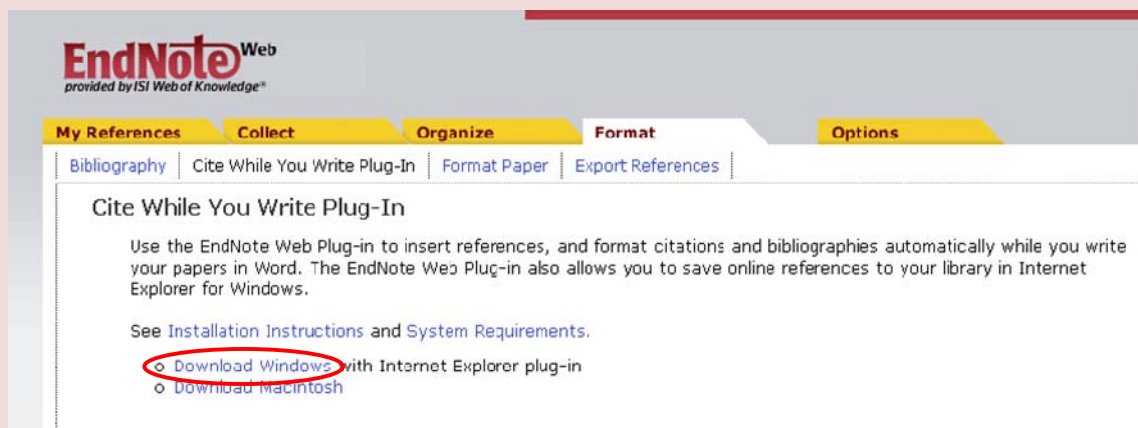 EndNote Web
provided by ISI Web of Knowledge®
My References Collect Organize Format Options
Bibliography Cite While You Write Plug-In Format Paper Export References
Cite While You Write Plug-In
Use the EndNote Web Plug-in to insert references, and format citations and bibliographies automatically while you write
your papers in Word. The EndNote Web Plug-in also allows you to save online references to your library in Internet
Explorer for Windows.
See Installation Instructions and System Requirements.
Download Windows with Internet Explorer plug-in
Download Macintosh